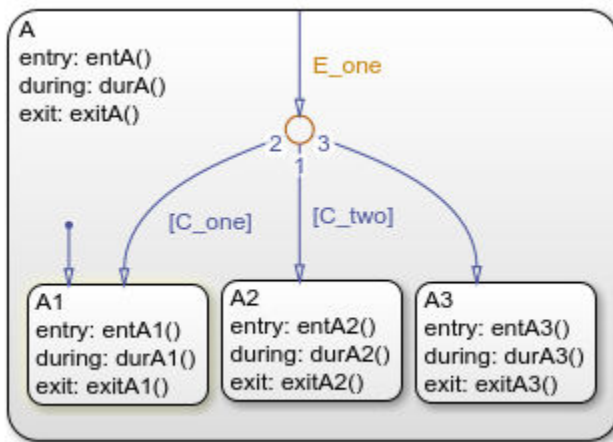 A
entry: entA()
during: durA()
exit: exitA()
E_one
2
3
1
[C_one]
[C_two]
A1
entry: entA1()
during: durA1()
exit: exitA1()
A2
entry: entA2()
during: durA2()
exit: exitA2()
A3
entry: entA3()
during: durA3()
exit: exitA3()